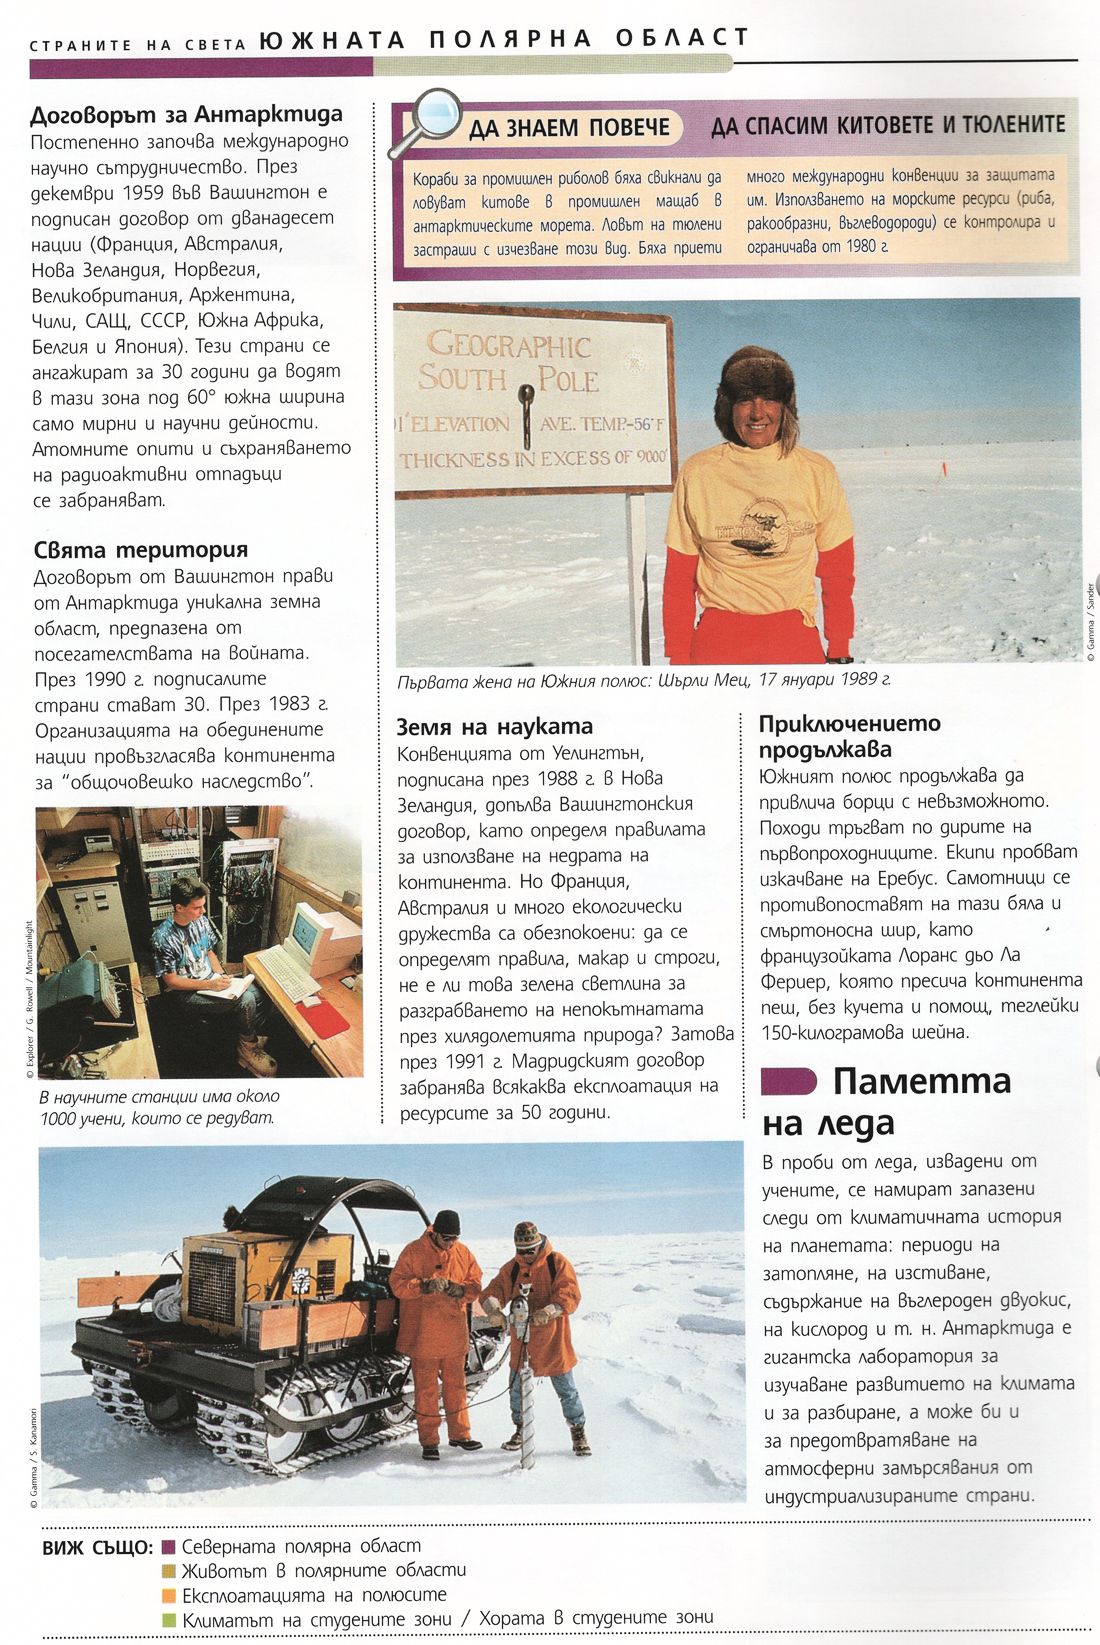 СТРАНИТЕ НА СВЕТА ЮЖНАТА ПОЛЯРНА ОБЛАСТ
Договорът за Антарктида
Постепенно започва международно
научно сътрудничество. През
декември 1959 във Вашингтон е
подписан договор от дванадесет
нации (Франция, Австралия,
Нова Зеландия, Норвегия,
Великобритания, Аржентина,
Чили, САЩ, СССР, Южна Африка,
Белгия и Япония). Тези страни се
ангажират за 30 години да водят
в тази зона под 60° южна ширина
само мирни и научни дейности.
Атомните опити и съхраняването
на радиоактивни отпадъци
се забраняват.
Свята територия
Договорът от Вашингтон прави
от Антарктида уникална земна
област, предпазена от
посегателствата на войната.
През 1990 г. подписалите
страни стават 30. През 1983 г.
Организацията на обединените
нации провъзгласява континента
за "общочовешко наследство".
© Explorer / G. Rowell / Mountainlight
В научните станции има около
1000 учени, които се редуват.
ДА ЗНАЕМ ПОВЕЧЕ
ДА СПАСИМ КИТОВЕТЕ И ТЮЛЕНИТЕ
Кораби за промишлен риболов бяха свикнали да
ловуват китове в промишлен мащаб в
антарктическите морета. Ловът на тюлени
застраши с изчезване този вид. Бяха приети
много международни конвенции за защитата
им. Използването на морските ресурси (риба,
ракообразни, въглеводороди) се контролира и
ограничава от 1980 г.
GEOGRAPHIC
SOUTH POLE
01' ELEVATION AVE. TEMP.-56° F
THICKNESS IN EXCESS OF 9000'
© Gamma / Sander
Първата жена на Южния полюс: Шърли Мец, 17 януари 1989 г.
Земя на науката
Конвенцията от Уелингтън,
подписана през 1988 г. в Нова
Зеландия, допълва Вашингтонския
договор, като определя правилата
за използване на недрата на
континента. Но Франция,
Австралия и много екологически
дружества са обезпокоени: да се
определят правила, макар и строги,
не е ли това зелена светлина за
разграбването на непокътнатата
през хилядолетията природа? Затова
през 1991 г. Мадридският договор
забранява всякаква експлоатация на
ресурсите за 50 години.
Приключението
продължава
Южният полюс продължава да
привлича борци с невъзможното.
Походи тръгват по дирите на
първопроходниците. Екипи пробват
изкачване на Еребус. Самотници се
противопоставят на тази бяла и
смъртоносна шир, като
французойката Лоранс дьо Ла
Фериер, която пресича континента
пеш, без кучета и помощ, теглейки
150-килограмова шейна.
Паметта
на леда
В проби от леда, извадени от
учените, се намират запазени
следи от климатичната история
на планетата: периоди на
затопляне, на изстиване,
съдържание на въглероден двуокис,
на кислород и т. н. Антарктида е
гигантска лаборатория за
изучаване развитието на климата
и за разбиране, а може би и
за предотвратяване на
атмосферни замърсявания от
индустриализираните страни.
© Gamma / S. Kanamori
ВИЖ СЪЩО: Северната полярна област
Животът в полярните области
Експлоатацията на полюсите
Климатът на студените зони / Хората в студените зони